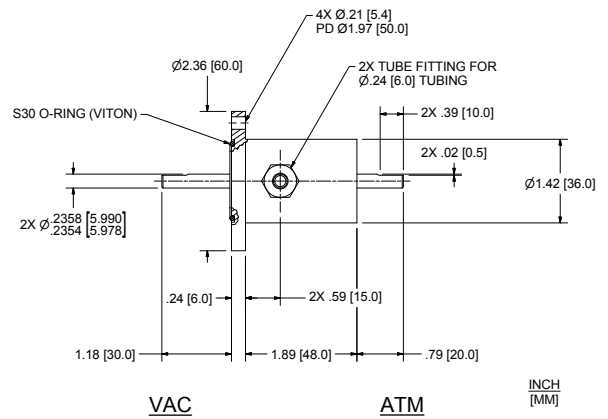 4X Ø.21 [5.4]
PD Ø1.97 [50.0]
Ø2.36 [60.0]
2X TUBE FITTING FOR
Ø.24 [6.0] TUBING
S30 O-RING (VITON)
2X .39 [10.0]
2X .02 [0.5]
Ø1.42 [36.0]
2X Ø .2358 [5.990]
.2354 [5.978]
.24 [6.0]
2X .59 [15.0]
1.18 [30.0]
1.89 [48.0]
.79 [20.0]
VAC
ATM
INCH
[MM]